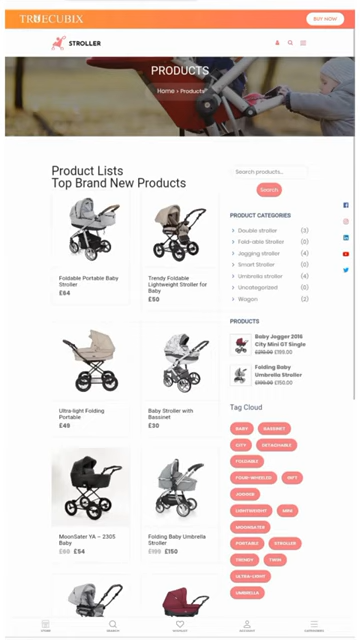 TRUECUBIX
BUY NOW
STROLLER
PRODUCTS
Home › Products
Product Lists
Top Brand New Products
Foldable Portable Baby
Stroller
£64
Trendy Foldable
Lightweight Stroller for
Baby
£50
Ultra-light Folding
Portable
£49
Baby Stroller with
Bassinet
£30
MoonSater YA – 2305
Baby
£60 £54
Folding Baby Umbrella
Stroller
£199 £150
Search products...
Search
PRODUCT CATEGORIES
Double stroller (3)
Fold-able Stroller (0)
Jogging stroller (4)
Smart Stroller (0)
Umbrella stroller (4)
Uncategorized (0)
Wagon (2)
PRODUCTS
Baby Jogger 2016
City Mini GT Single
£199.00
Folding Baby
Umbrella Stroller
£150.00
Tag Cloud
BABY BASSINET
CITY DETACHABLE
FOLDABLE
FOUR-WHEELED GIFT
JOGGER
LIGHTWEIGHT MINI
MOONSATER
PORTABLE STROLLER
TRENDY TWIN
ULTRA-LIGHT
UMBRELLA
STORE SEARCH WISHLIST ACCOUNT CATEGORIES